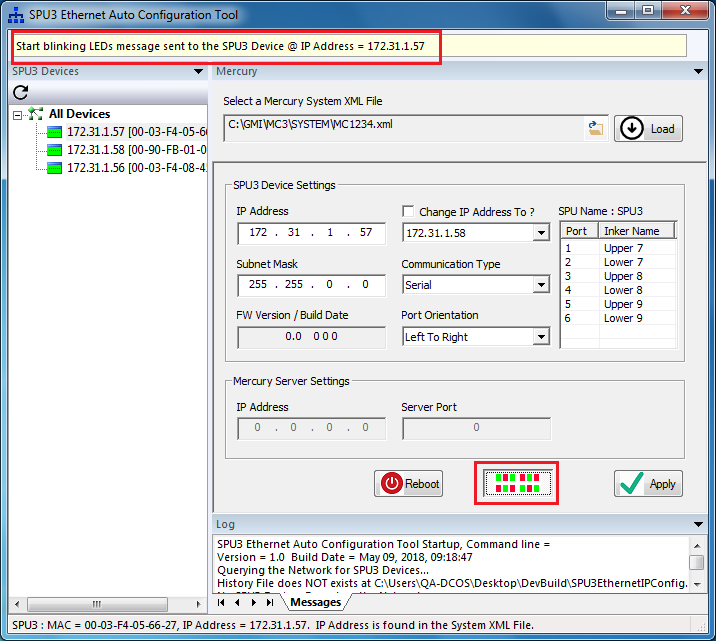 SPU3 Ethernet Auto Configuration Tool
Start blinking LEDs message sent to the SPU3 Device @ IP Address = 172.31.1.57
SPU3 Devices
All Devices
172.31.1.57 [00-03-F4-05-66
172.31.1.58 [00-90-FB-01-0
172.31.1.56 [00-03-F4-08-4
Mercury
Select a Mercury System XML File
C:\GMI\MC3\SYSTEM\MC1234.xml
Load
SPU3 Device Settings
IP Address
172 . 31 . 1 . 57
Change IP Address To ?
172.31.1.58
Subnet Mask
255 . 255 . 0 . 0
Communication Type
Serial
FW Version / Build Date
0.0 0 0 0
Port Orientation
Left To Right
SPU Name : SPU3
Port Inker Name
1 Upper 7
2 Lower 7
3 Upper 8
4 Lower 8
5 Upper 9
6 Lower 9
Mercury Server Settings
IP Address
0 . 0 . 0 . 0
Server Port
0
Reboot
Apply
Log
SPU3 Ethernet Auto Configuration Tool Startup, Command line =
Version = 1.0 Build Date = May 09, 2018, 09:18:47
Querying the Network for SPU3 Devices...
History File does NOT exists at C:\Users\QA-DCOS\Desktop\DevBuild\SPU3EthernetIPConfig.
Messages
SPU3 : MAC = 00-03-F4-05-66-27, IP Address = 172.31.1.57. IP Address is found in the System XML File.